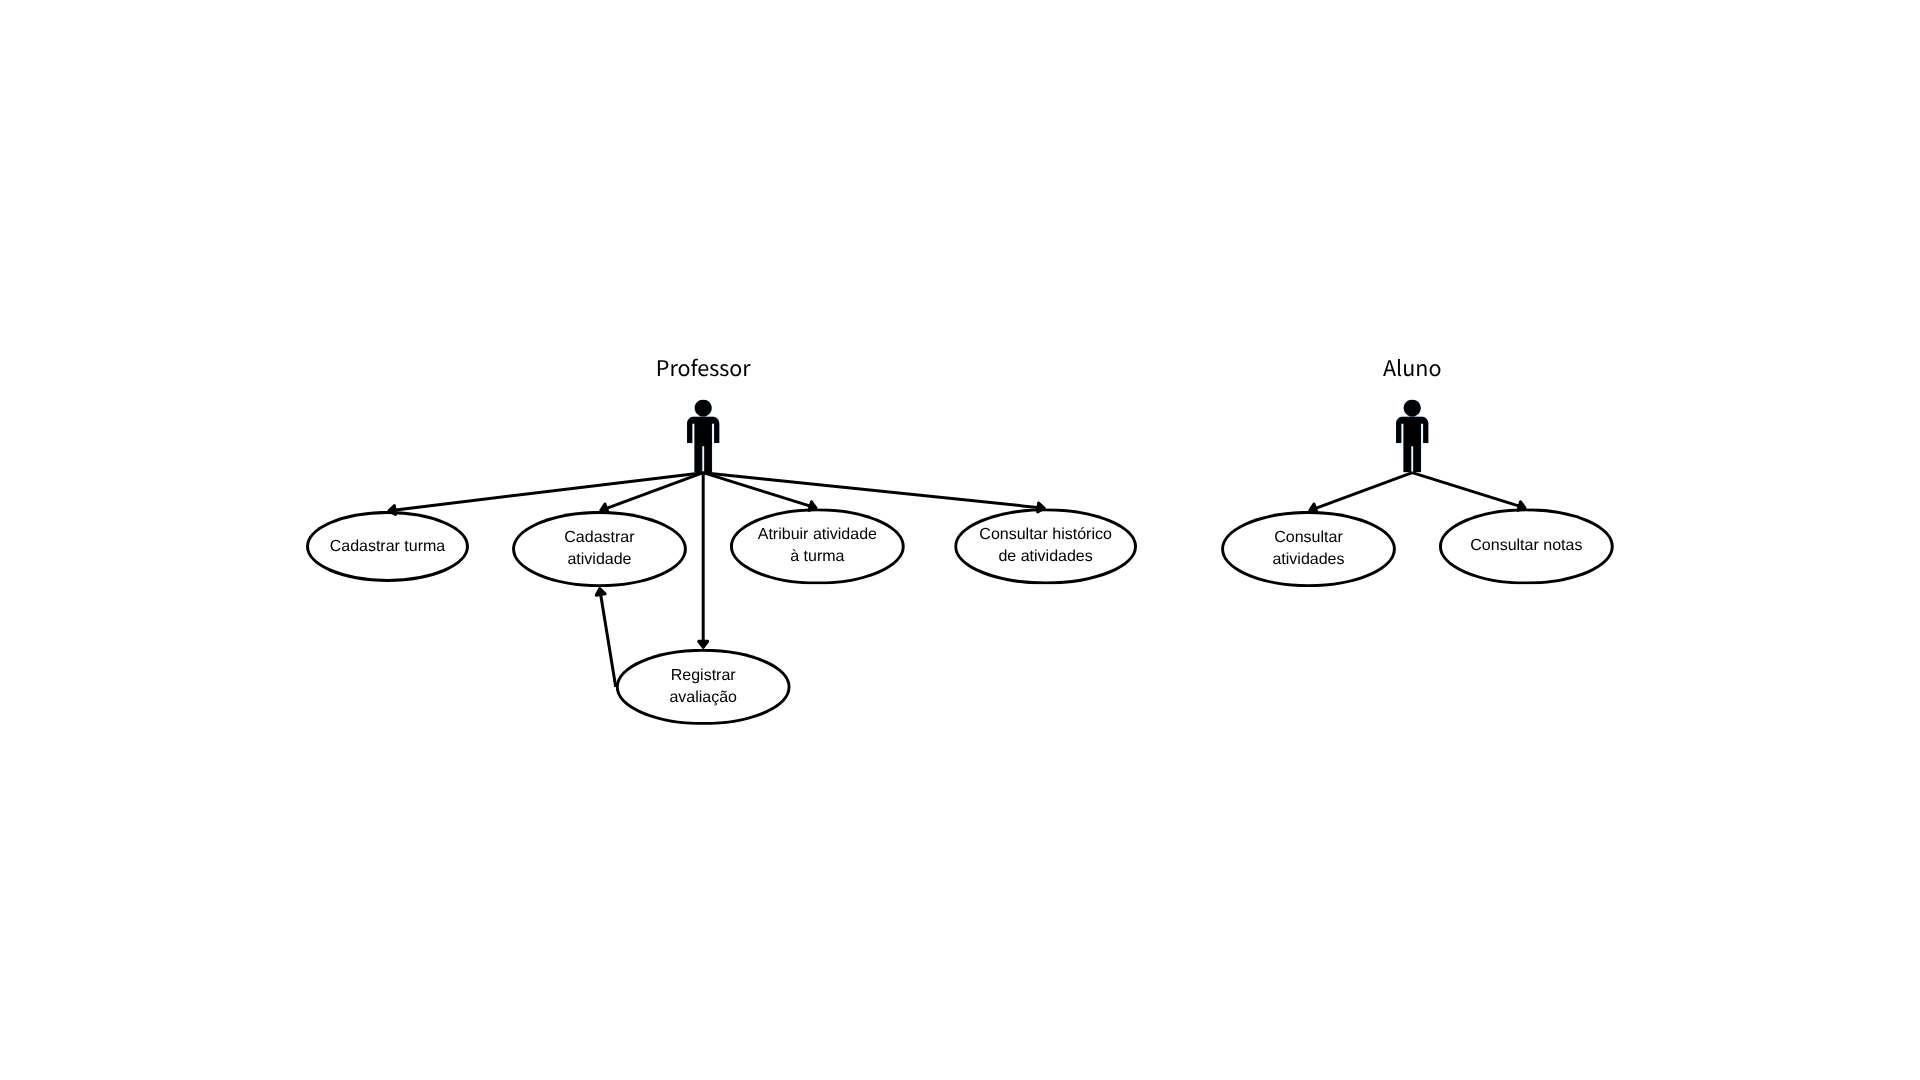 Professor
Aluno
Cadastrar turma
Cadastrar
atividade
Atribuir atividade
à turma
Consultar histórico
de atividades
Consultar
atividades
Consultar notas
Registrar
avaliação